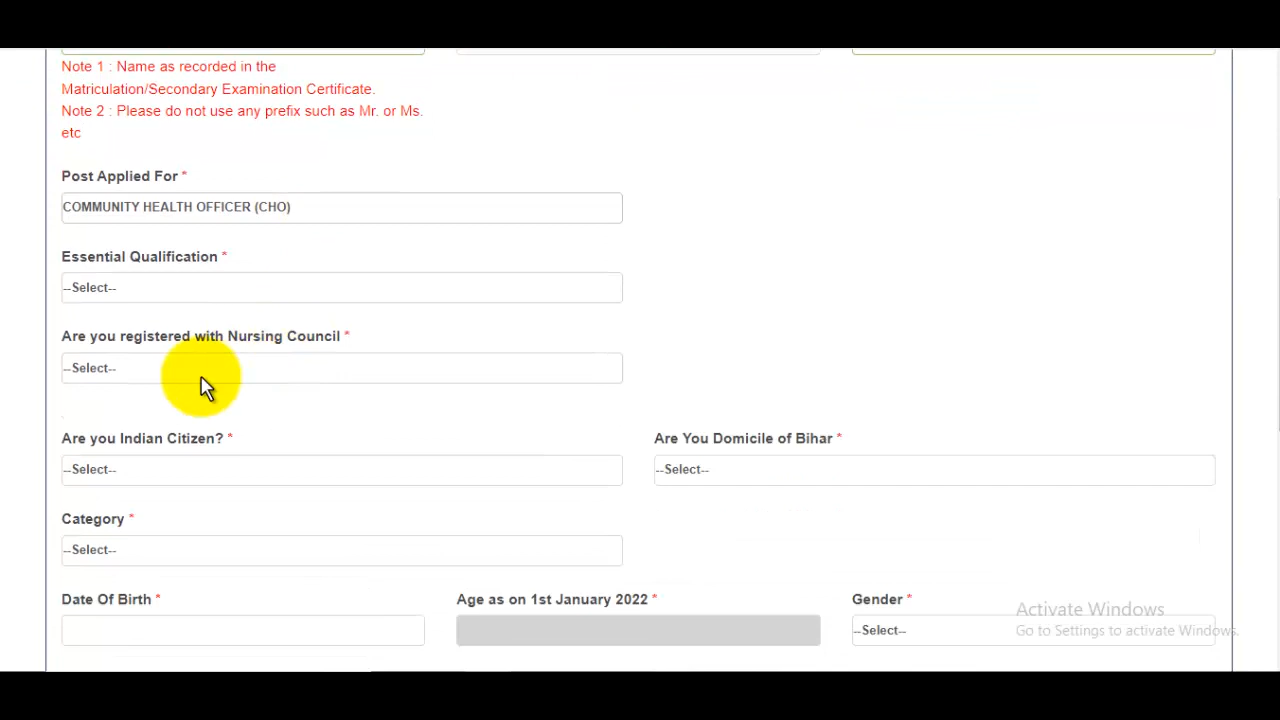 Note 1 : Name as recorded in the
Matriculation/Secondary Examination Certificate.
Note 2 : Please do not use any prefix such as Mr. or Ms.
etc
Post Applied For *
COMMUNITY HEALTH OFFICER (CHO)
Essential Qualification *
--Select--
Are you registered with Nursing Council *
--Select--
Are you Indian Citizen? *
--Select--
Are You Domicile of Bihar *
--Select--
Category *
--Select--
Date Of Birth *
Age as on 1st January 2022 *
Gender *
--Select--
Activate Windows
Go to Settings to activate Windows.